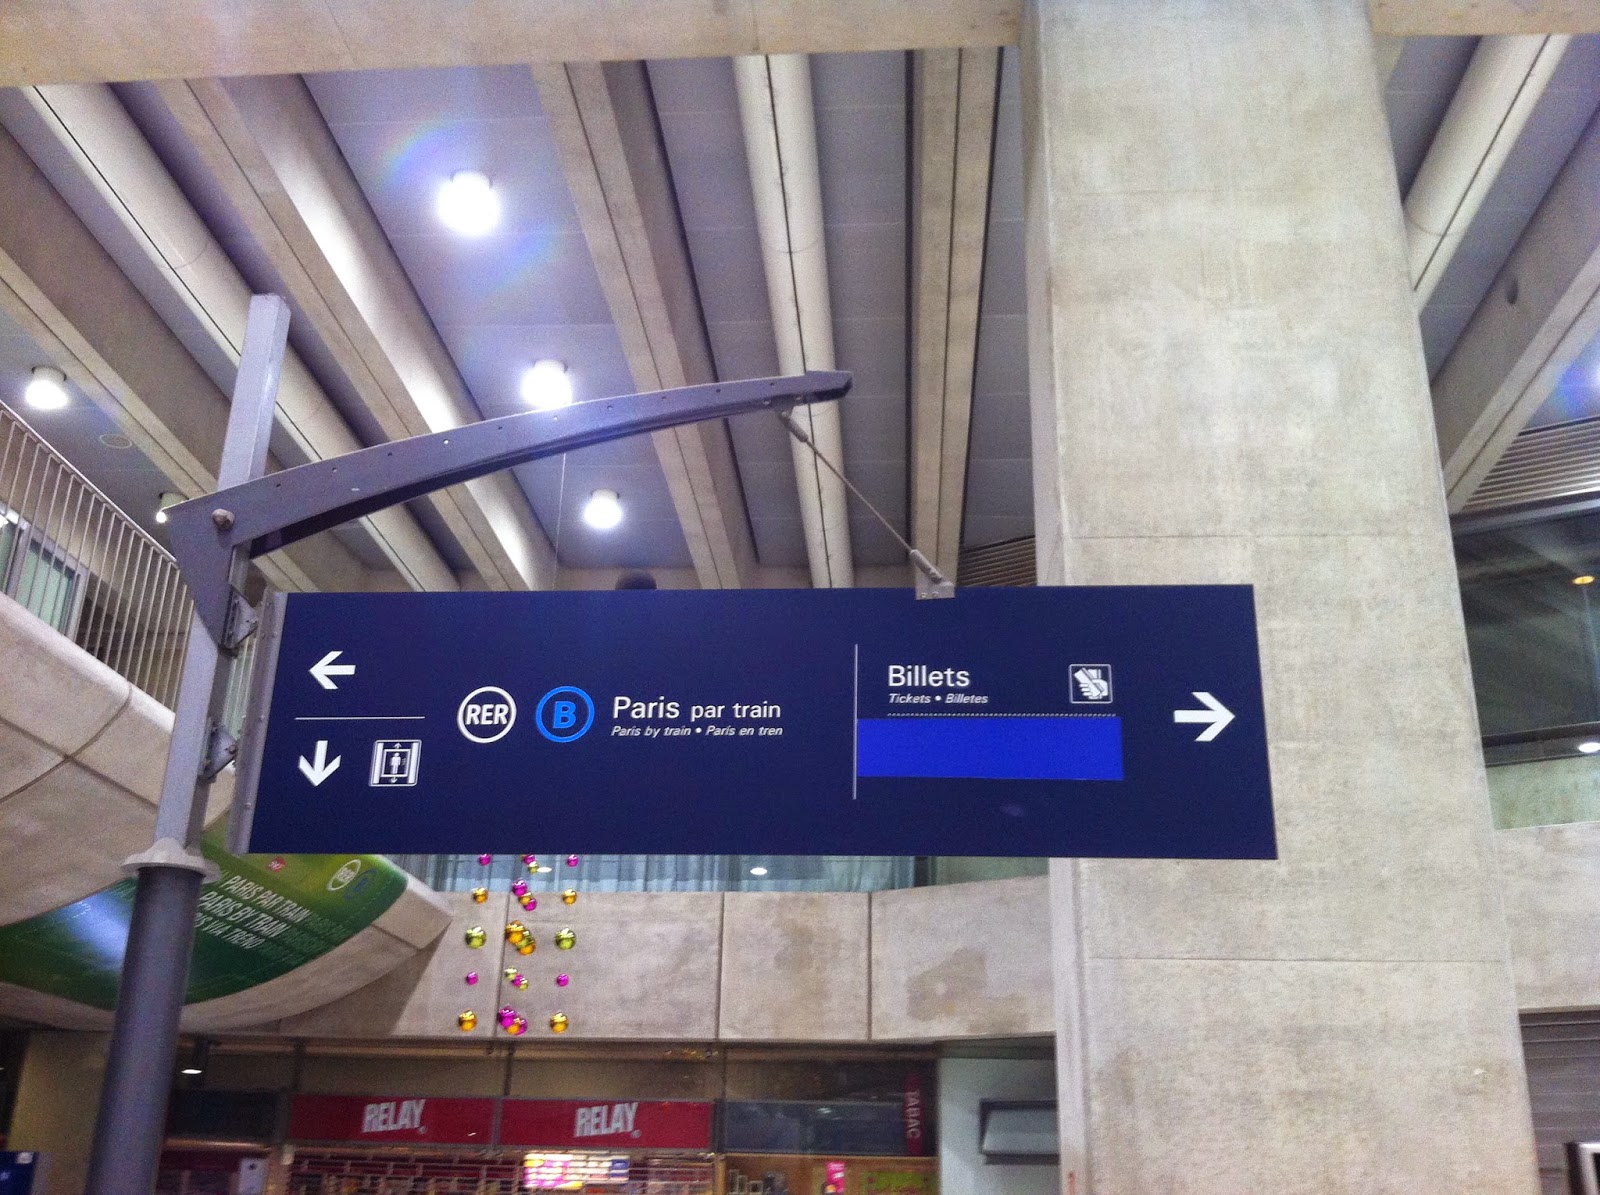 RER B Paris par train
Paris by train • Paris en tren
Billets
Tickets • Billetes
RER B
PARIS PAR TRAIN
PARIS BY TRAIN
RELAY
RELAY
TABAC